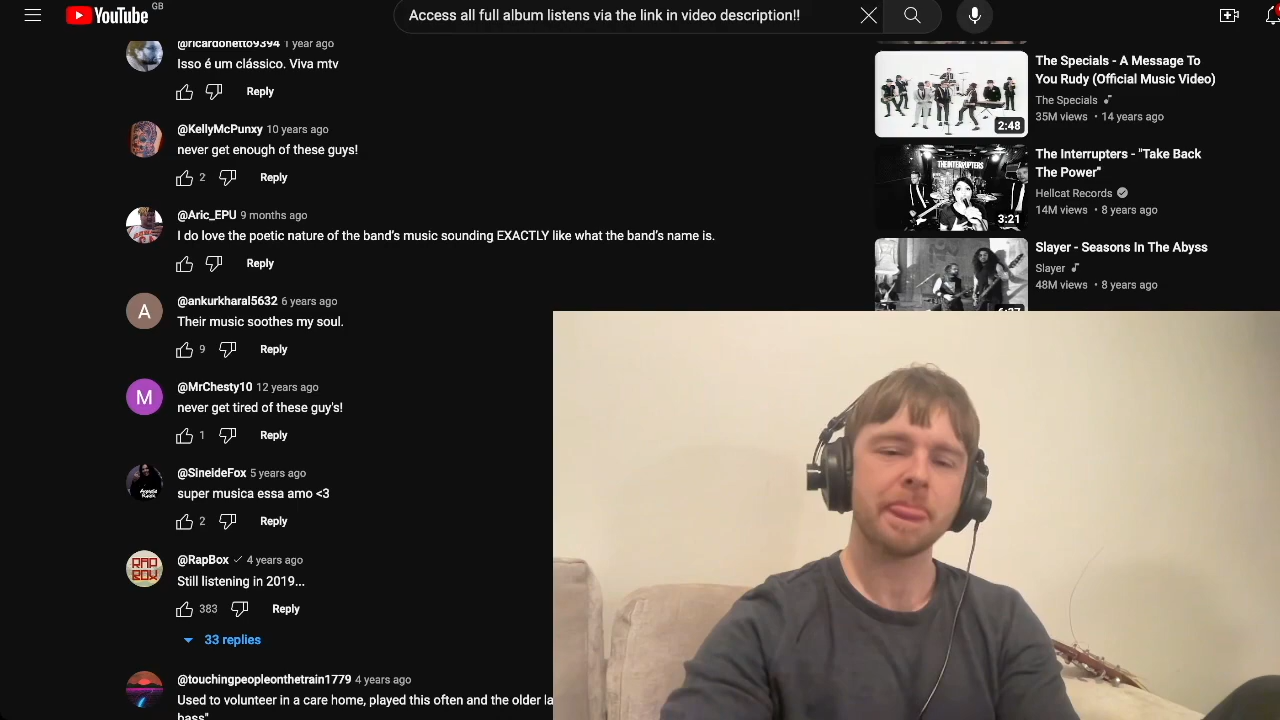 YouTube GB
Access all full album listens via the link in video description!!
@ricardonetto9394 1 year ago
Isso é um clássico. Viva mtv
Reply
@KellyMcPunxy 10 years ago
never get enough of these guys!
2 Reply
@Aric_EPU 9 months ago
I do love the poetic nature of the band's music sounding EXACTLY like what the band's name is.
Reply
A
@ankurkharal5632 6 years ago
Their music soothes my soul.
9 Reply
M
@MrChesty10 12 years ago
never get tired of these guy's!
1 Reply
@SineideFox 5 years ago
super musica essa amo <3
2 Reply
RAP
BOX
@RapBox 4 years ago
Still listening in 2019...
383 Reply
33 replies
@touchingpeopleonthetrain1779 4 years ago
Used to volunteer in a care home, played this often and the older la
bass"
The Specials - A Message To
You Rudy (Official Music Video)
The Specials
35M views • 14 years ago
2:48
THE INTERRUPTERS
The Interrupters - "Take Back
The Power"
Hellcat Records
14M views • 8 years ago
3:21
Slayer - Seasons In The Abyss
Slayer
48M views • 8 years ago